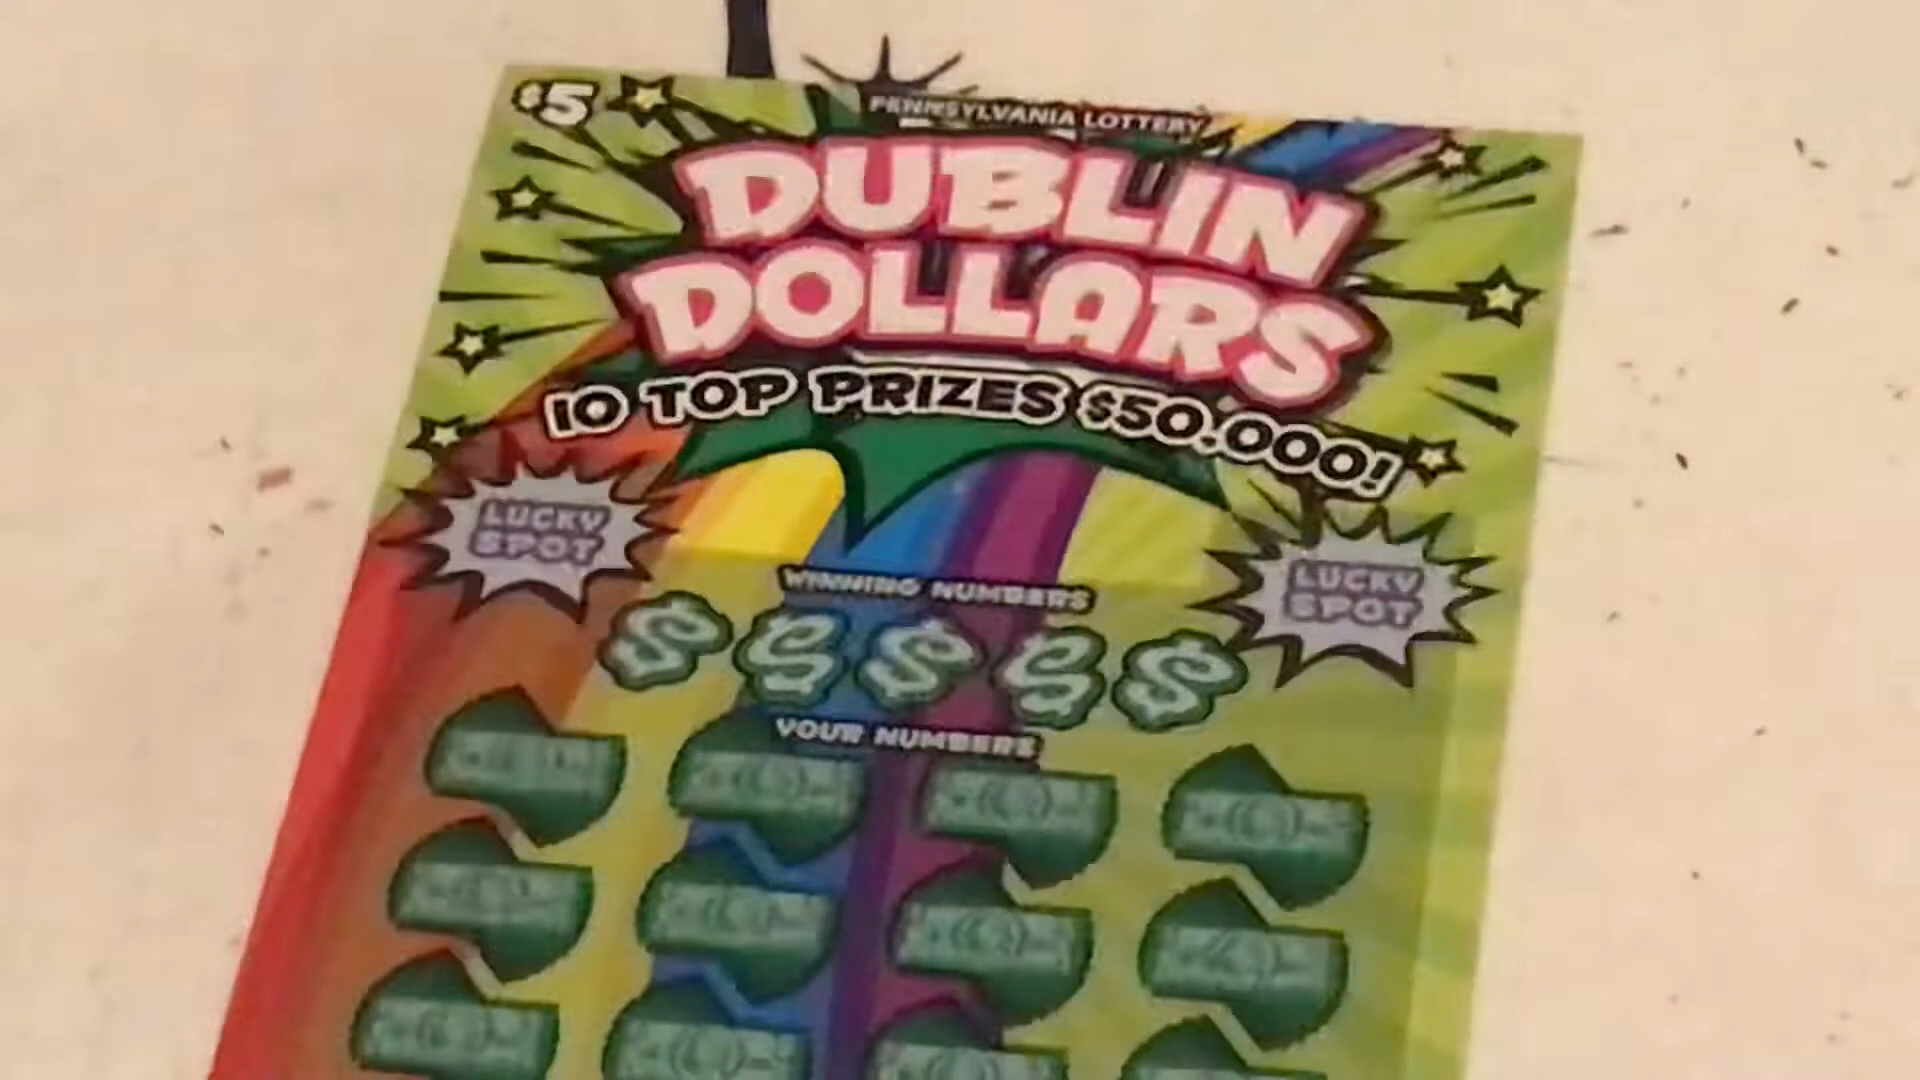 $5
PENNSYLVANIA LOTTERY
DUBLIN
DOLLARS
10 TOP PRIZES $50,000!
LUCKY
SPOT
LUCKY
SPOT
WINNING NUMBERS
$ $ $ $ $
YOUR NUMBERS